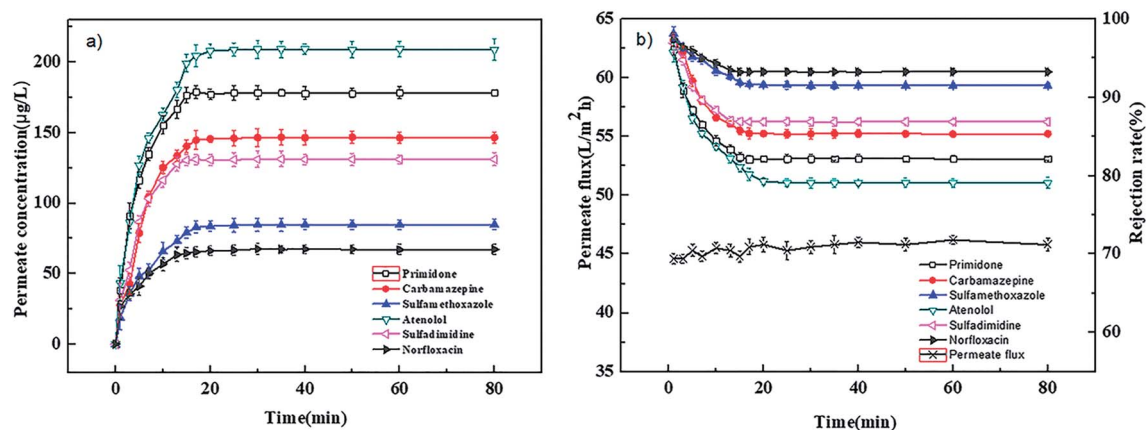 a)
Permeate concentration(μg/L)
200
150
100
50
0
Primidone
Carbamazepine
Sulfamethoxazole
Atenolol
Sulfadimidine
Norfloxacin
0 20 40 60 80
Time(min)
b)
Permeate flux(L/m²h)
65
60
55
50
45
40
35
Primidone
Carbamazepine
Sulfamethoxazole
Atenolol
Sulfadimidine
Norfloxacin
Permeate flux
0 20 40 60 80
Time(min)
100
90
80
70
60
Rejection rate(%)